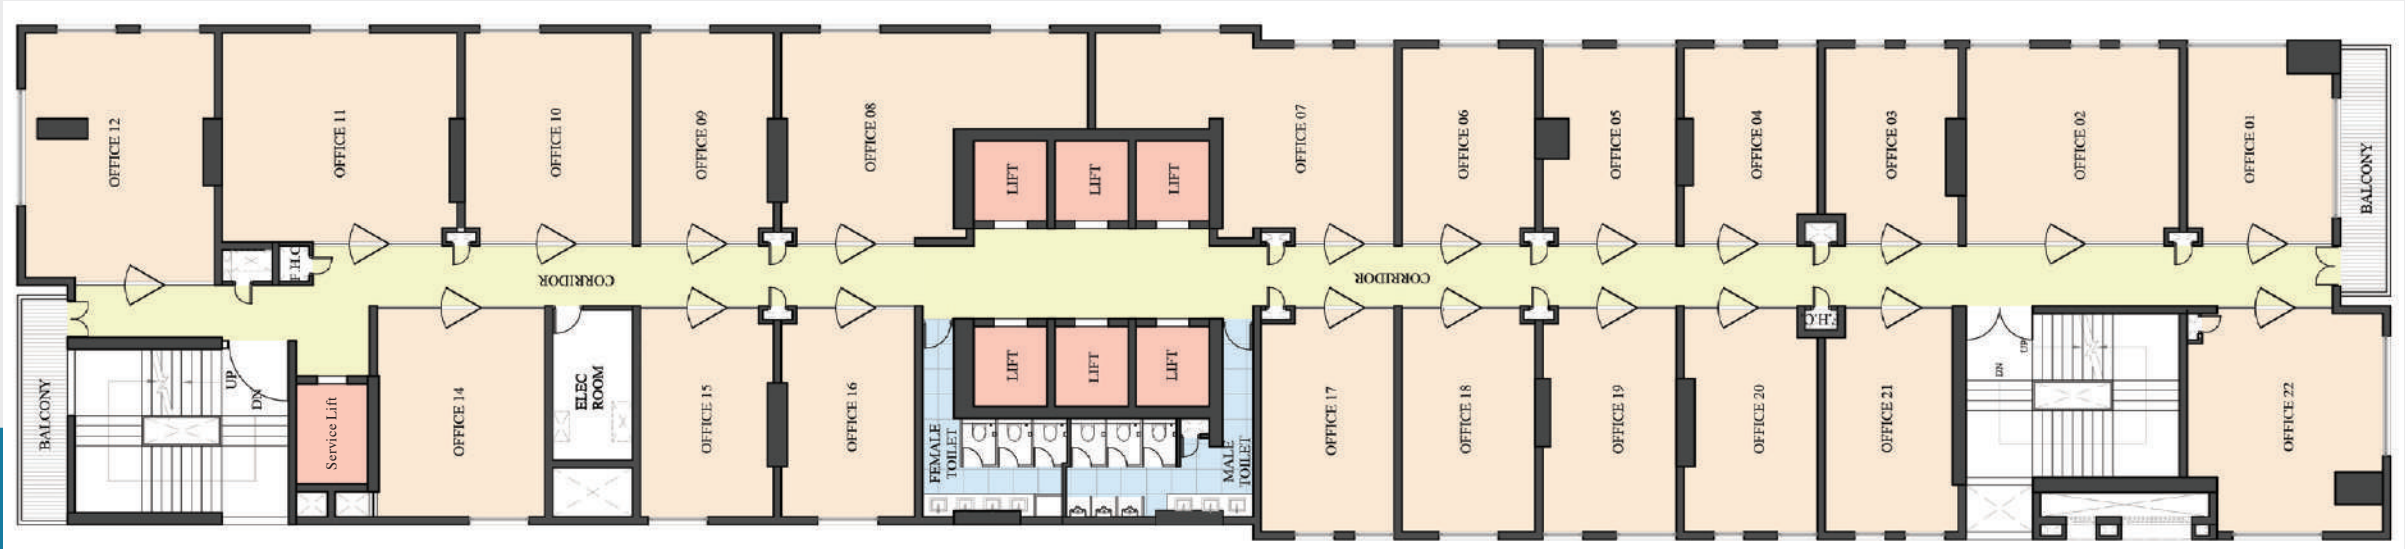 OFFICE 12
OFFICE 11
OFFICE 10
OFFICE 09
OFFICE 08
LIFT
LIFT
LIFT
OFFICE 07
OFFICE 06
OFFICE 05
OFFICE 04
OFFICE 03
OFFICE 02
OFFICE 01
BALCONY
F.H.C
CORRIDOR
CORRIDOR
BALCONY
UP
DN
Service Lift
OFFICE 14
ELEC
ROOM
OFFICE 15
OFFICE 16
FEMALE
TOILET
LIFT
LIFT
LIFT
MALE
TOILET
OFFICE 17
OFFICE 18
OFFICE 19
OFFICE 20
F.H.C
OFFICE 21
DN
UP
OFFICE 22